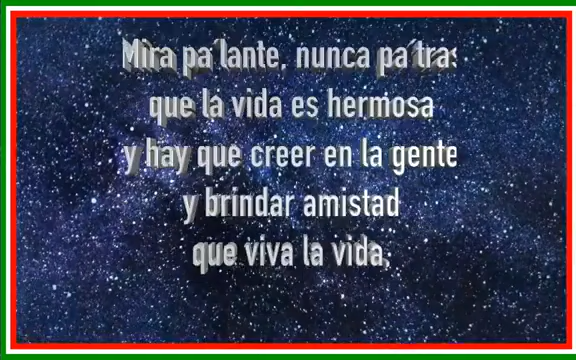 Mira pa´lante, nunca pa´tras
que la vida es hermosa
y hay que creer en la gente
y brindar amistad
que viva la vida,